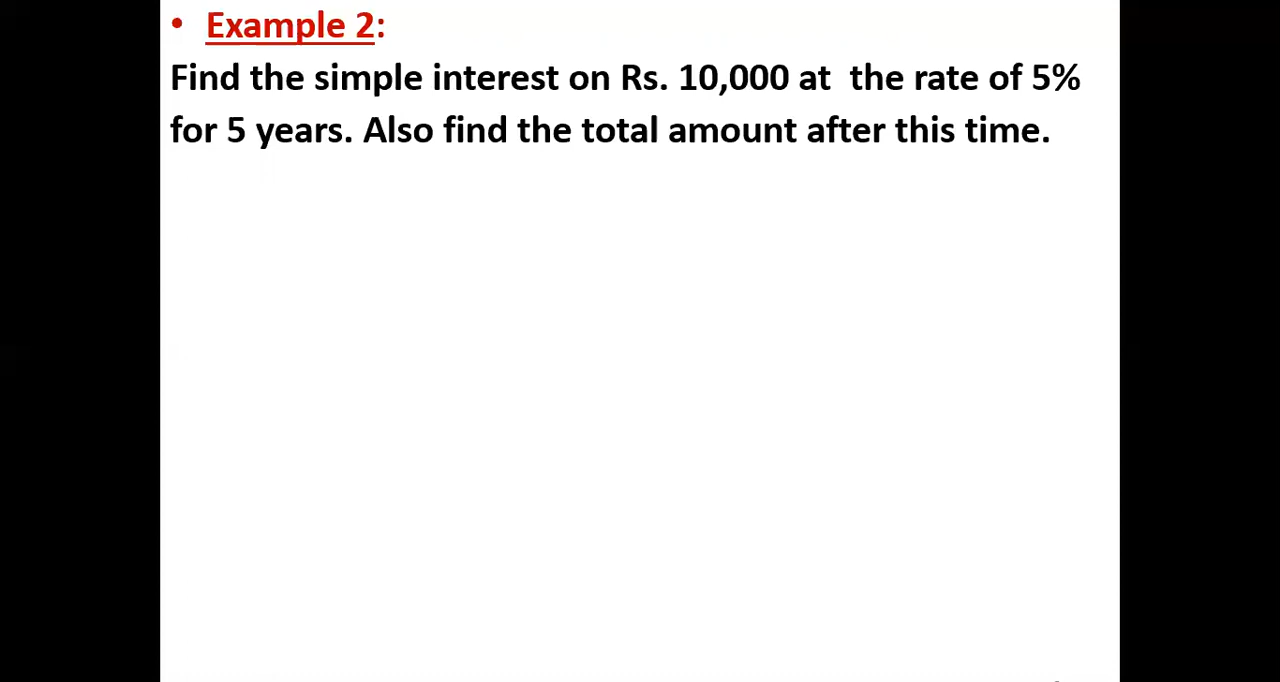 • Example 2:
Find the simple interest on Rs. 10,000 at  the rate of 5%
for 5 years. Also find the total amount after this time.